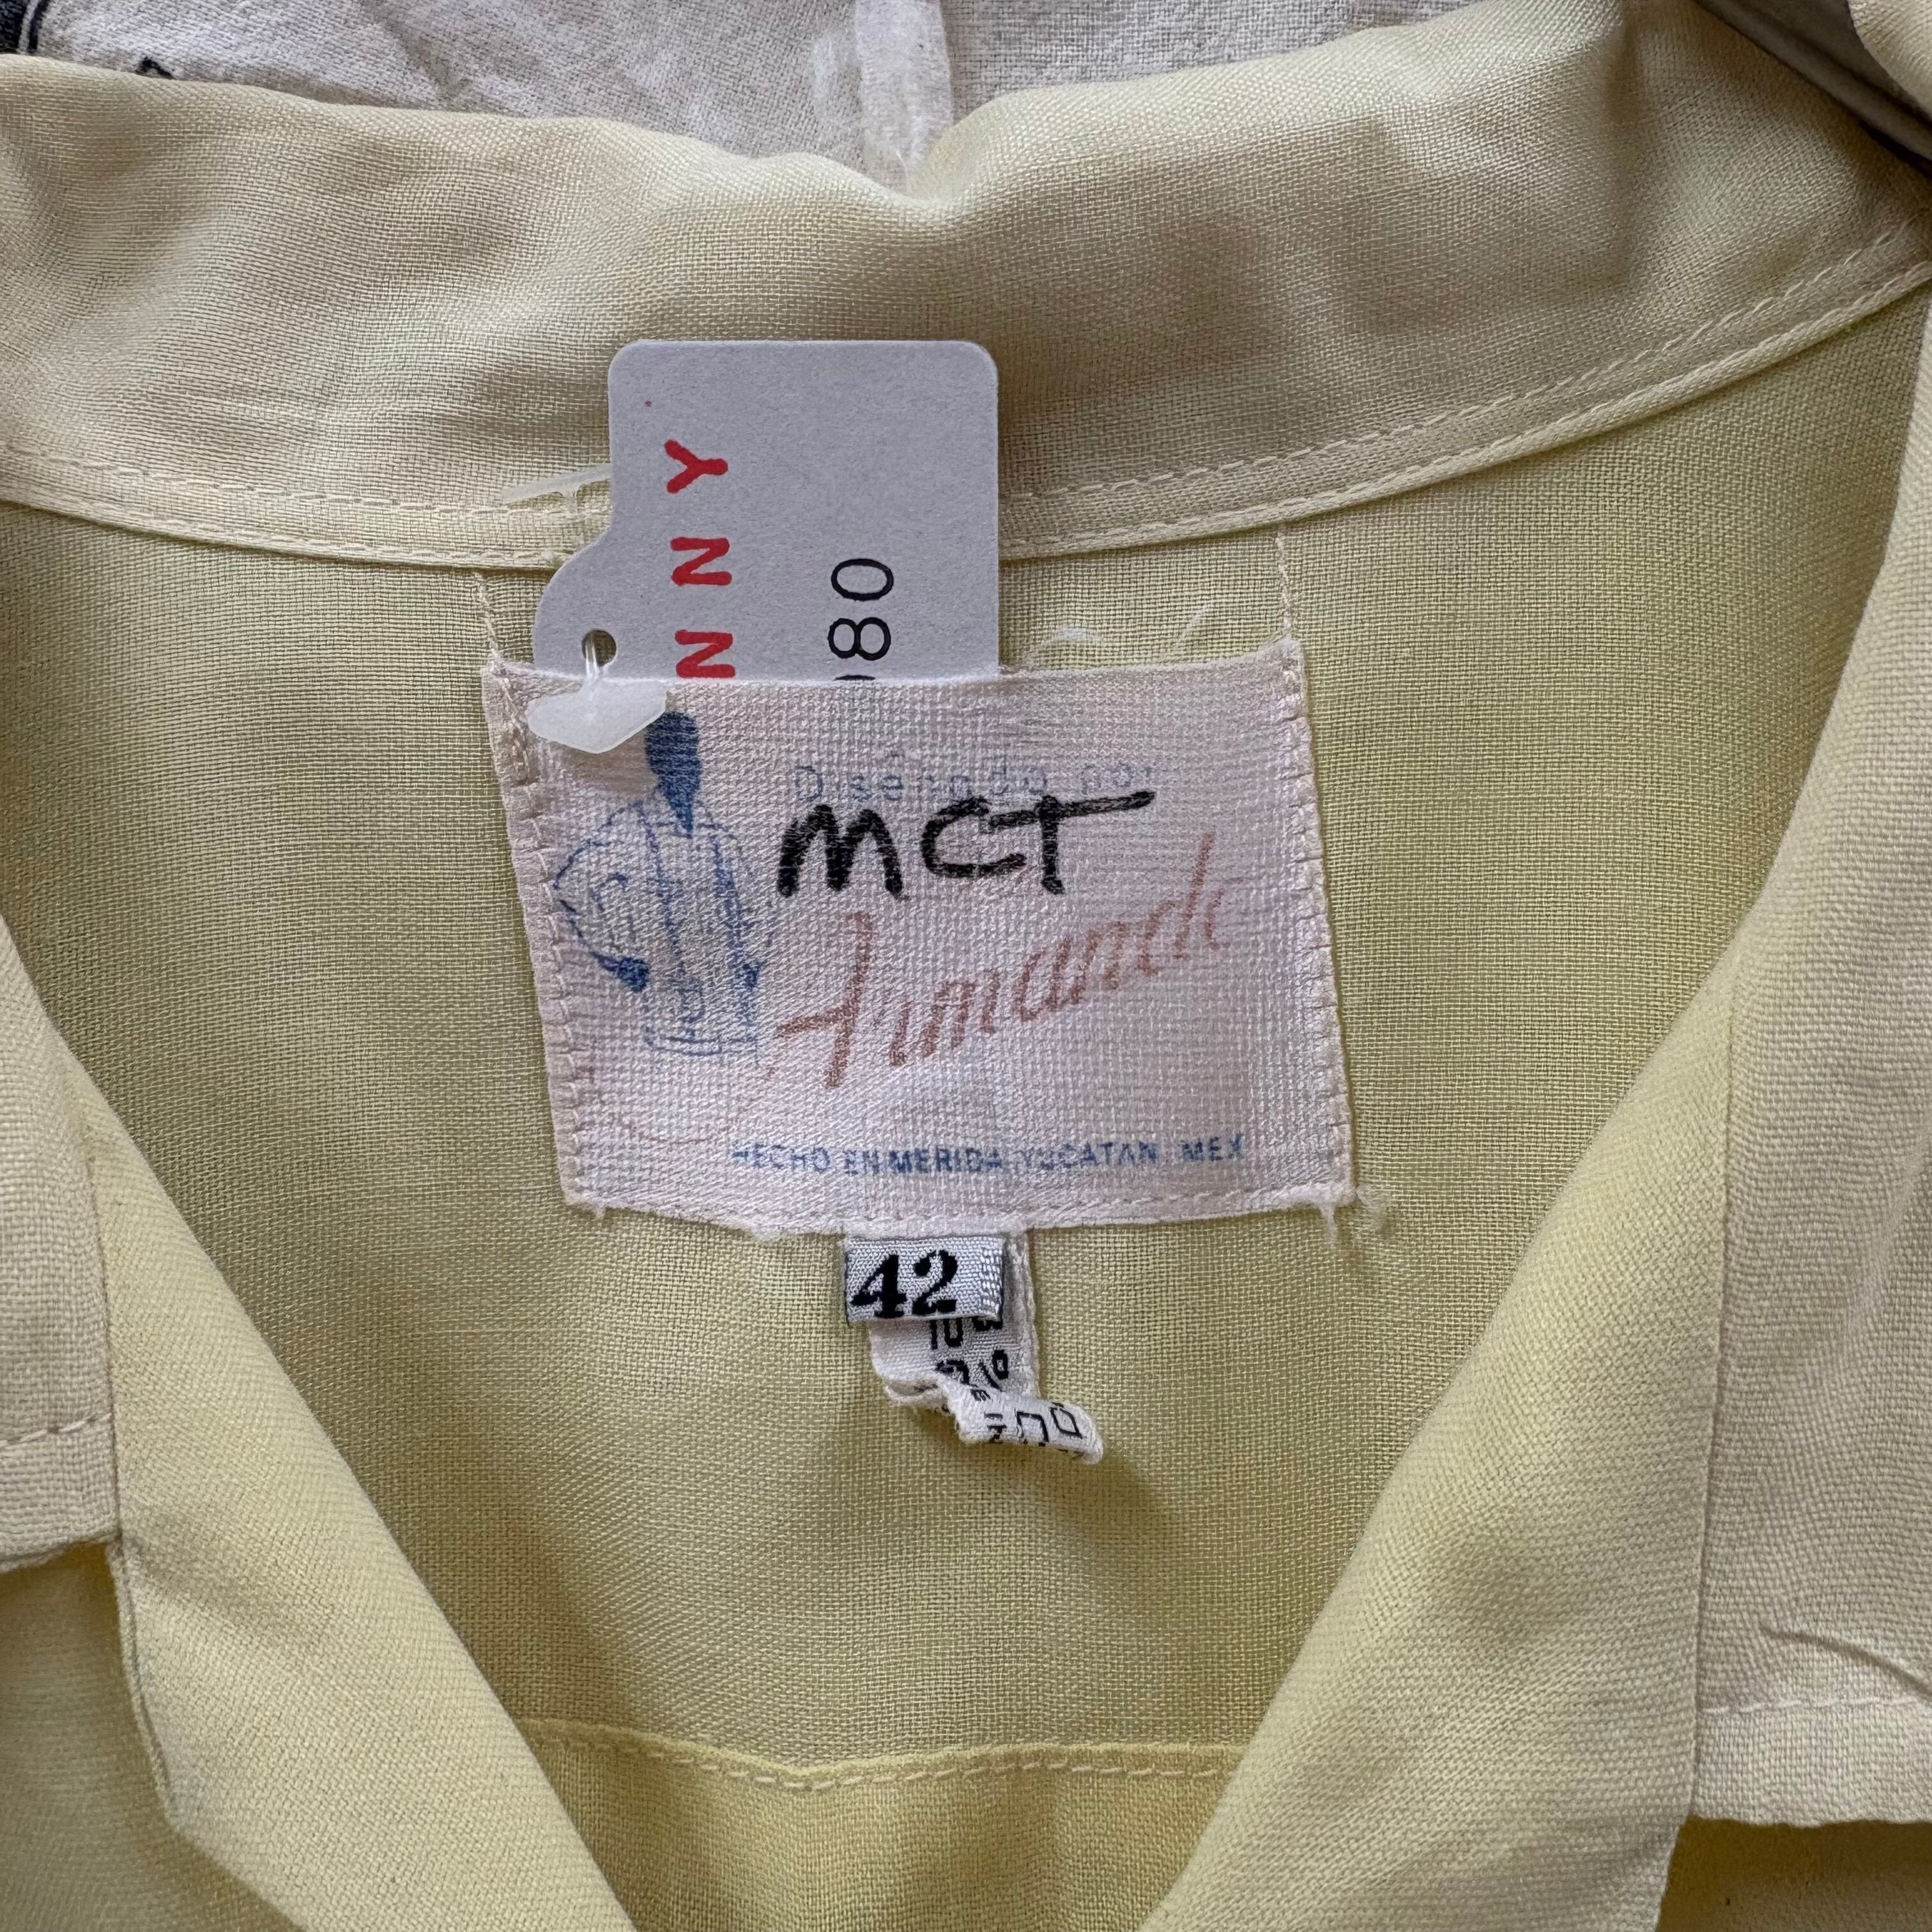 NNY
080
Diseñado por
MCT
Armando
HECHO EN MERIDA YUCATAN, MEX
42